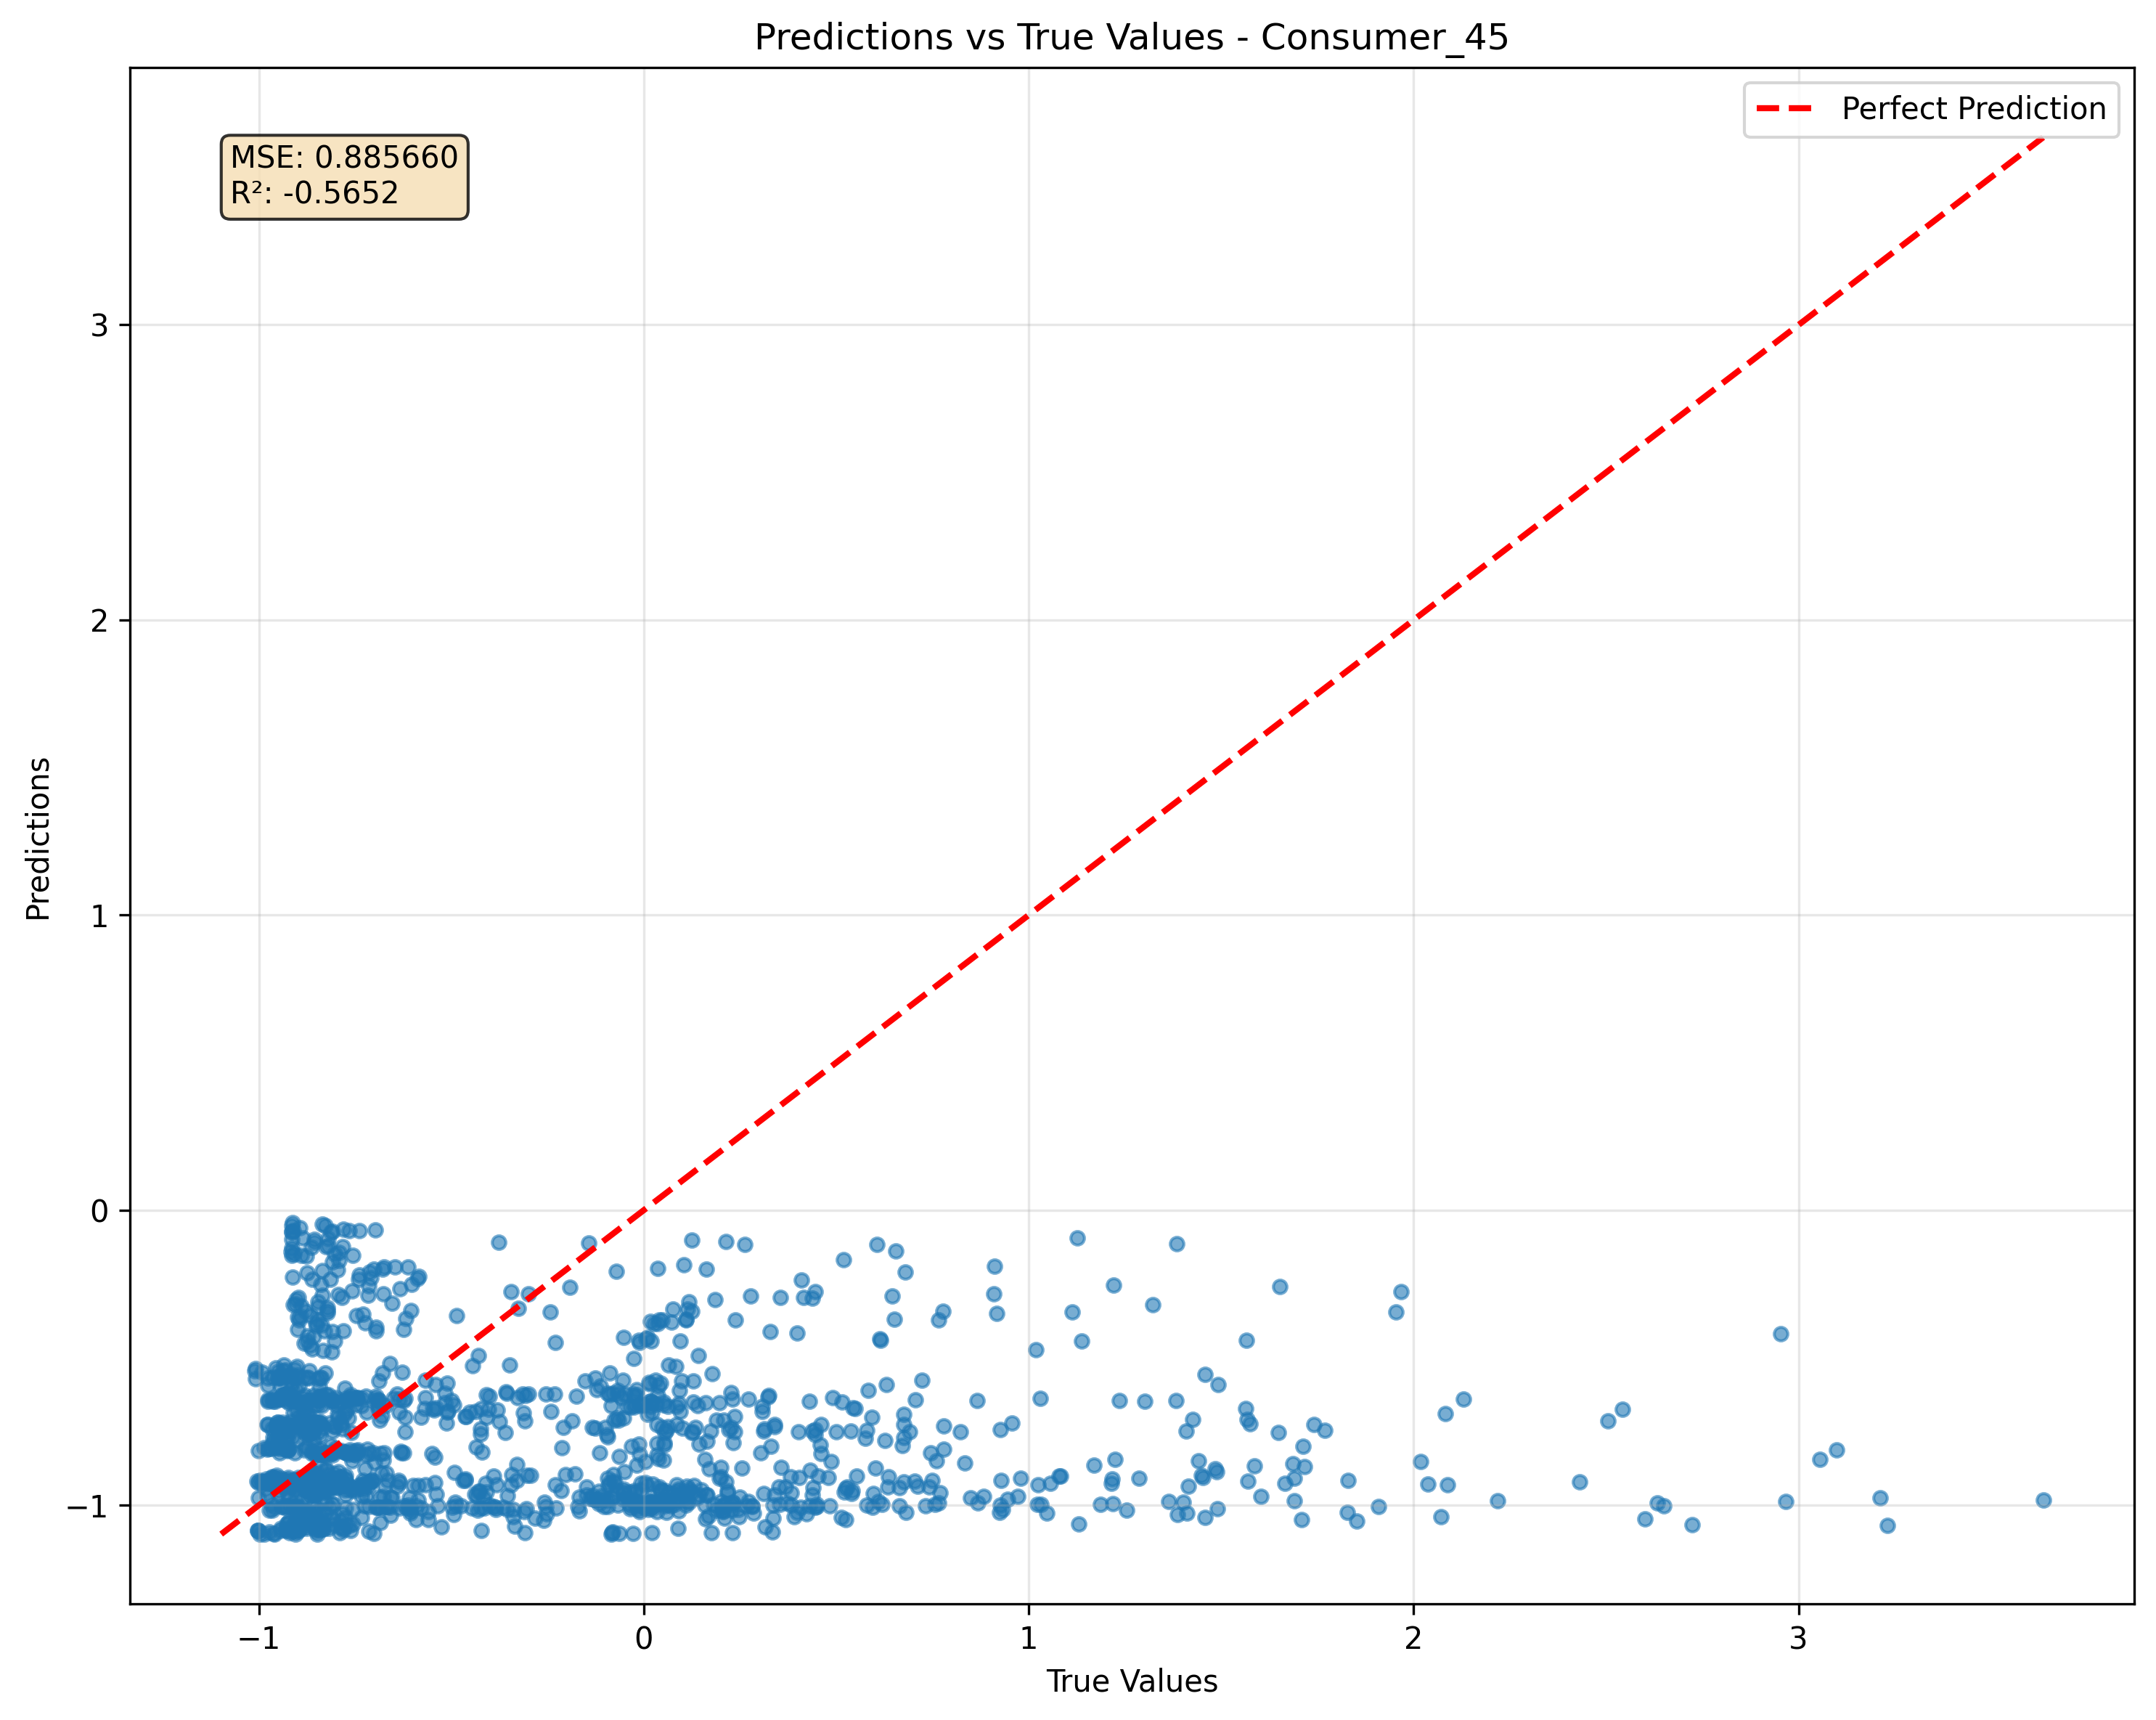 Predictions vs True Values - Consumer_45
Perfect Prediction
MSE: 0.885660
R²: -0.5652
3
2
1
0
−1
Predictions
−1
0
1
2
3
True Values